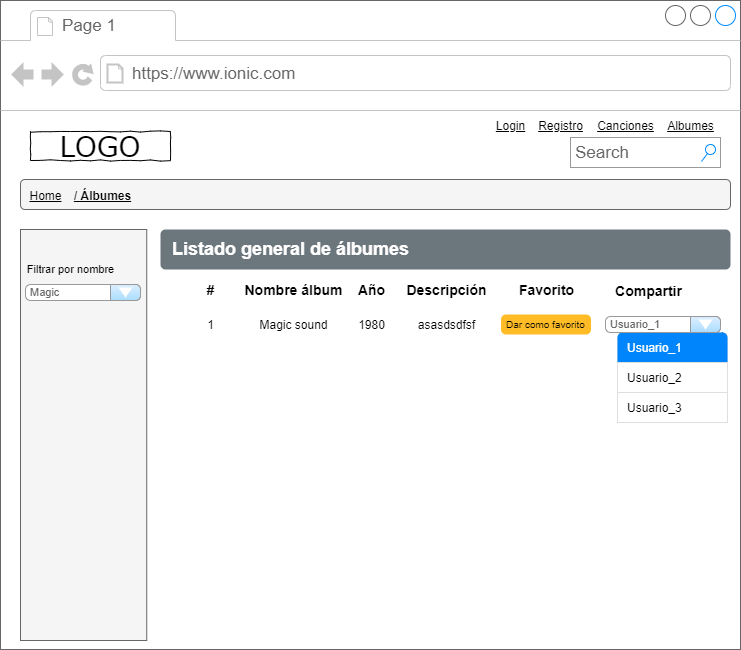 Page 1
https://www.ionic.com
Login Registro Canciones Albumes
LOGO
Search
Home / Álbumes
Listado general de álbumes
Filtrar por nombre
Magic
# Nombre álbum Año Descripción Favorito Compartir
1 Magic sound 1980 asasdsdfsf Dar como favorito Usuario_1
Usuario_1
Usuario_2
Usuario_3